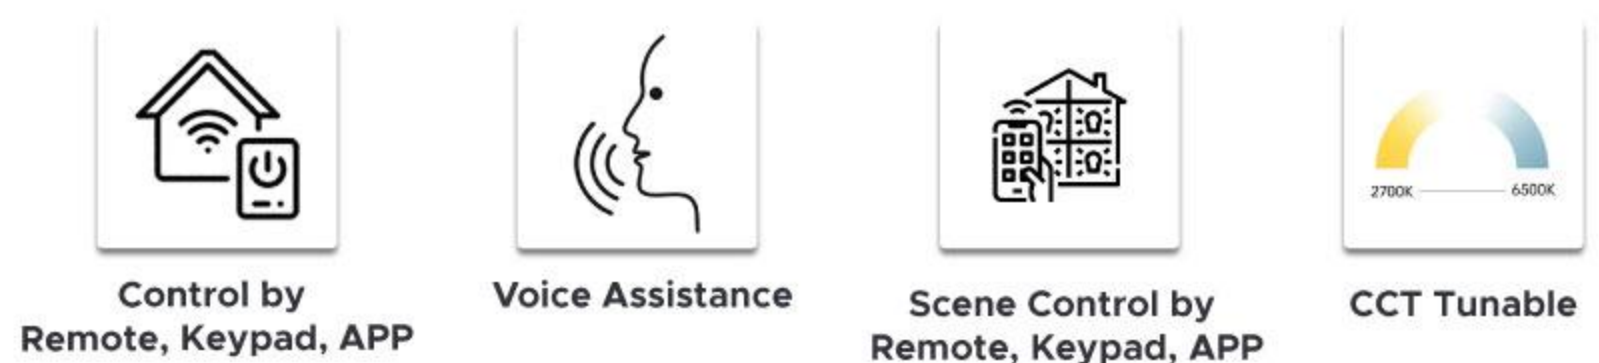 2700K
6500K
Control by
Remote, Keypad, APP
Voice Assistance
Scene Control by
Remote, Keypad, APP
CCT Tunable